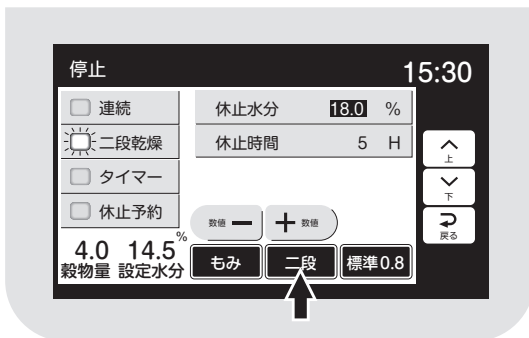 停止 15:30
連続
二段乾燥
タイマー
休止予約
休止水分 18.0 %
休止時間 5 H
上
下
戻る
数値 − + 数値
4.0 14.5%
穀物量 設定水分
もみ 二段 標準0.8